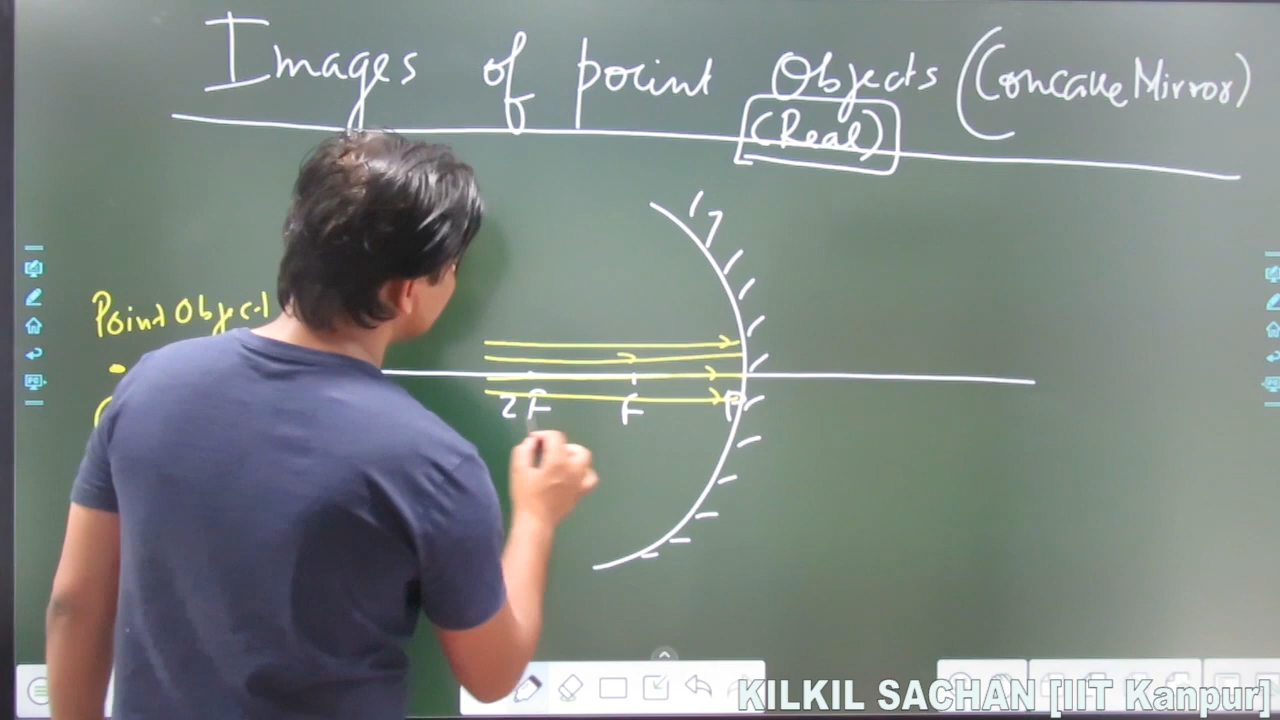 Images of point Objects (Concave Mirror)
(Real)
Point Object
2F F P
KILKIL SACHAN [IIT Kanpur]